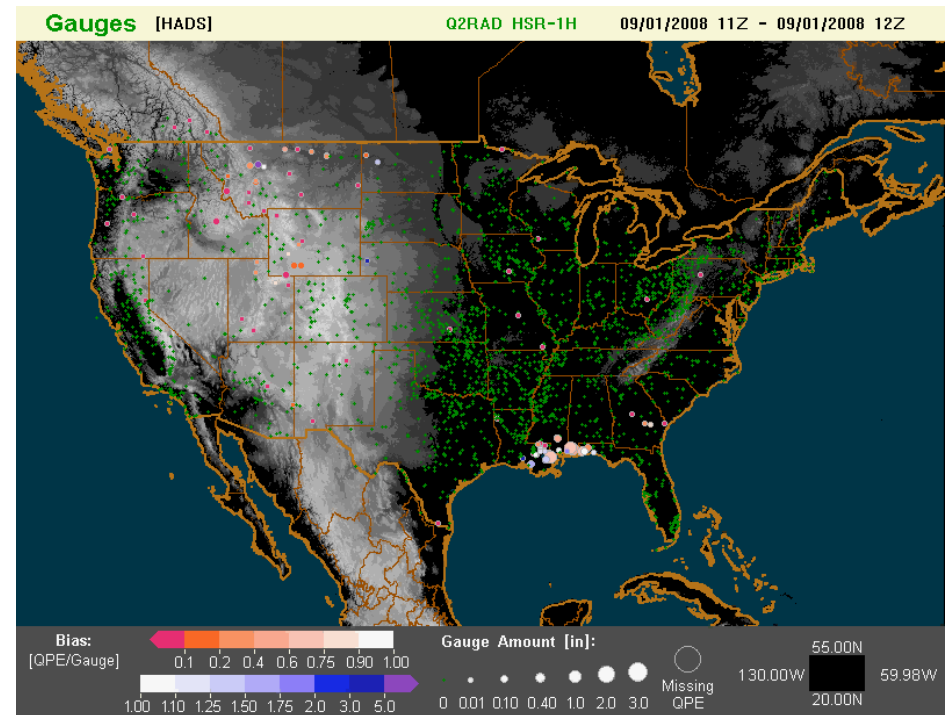 Gauges [HADS] Q2RAD HSR-1H 09/01/2008 11Z - 09/01/2008 12Z
Bias:
[QPE/Gauge]
0.1 0.2 0.4 0.6 0.75 0.90 1.00
1.00 1.10 1.25 1.50 1.75 2.0 3.0 5.0
Gauge Amount [in]:
0 0.01 0.10 0.40 1.0 2.0 3.0
Missing
QPE
55.00N
130.00W 59.98W
20.00N